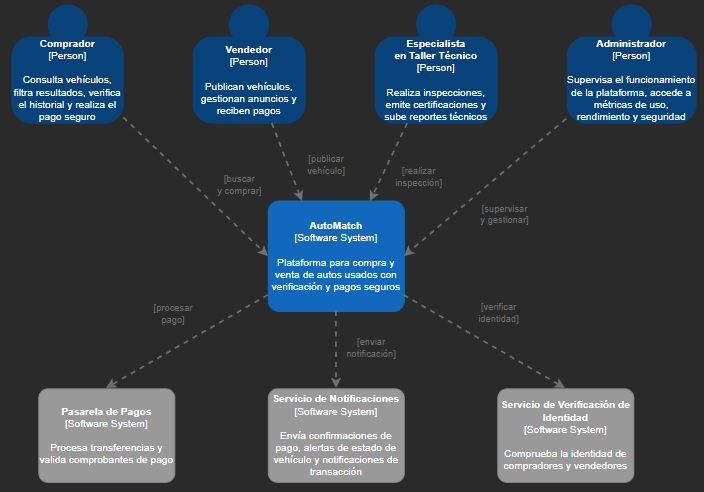 Comprador
[Person]
Consulta vehículos,
filtra resultados, verifica
el historial y realiza el
pago seguro
Vendedor
[Person]
Publican vehículos,
gestionan anuncios y
reciben pagos
Especialista
en Taller Técnico
[Person]
Realiza inspecciones,
emite certificaciones y
sube reportes técnicos
Administrador
[Person]
Supervisa el funcionamiento
de la plataforma, accede a
métricas de uso,
rendimiento y seguridad
[buscar
y comprar]
[publicar
vehículo]
[realizar
inspección]
[supervisar
y gestionar]
AutoMatch
[Software System]
Plataforma para compra y
venta de autos usados con
verificación y pagos seguros
[procesar
pago]
[enviar
notificación]
[verificar
identidad]
Pasarela de Pagos
[Software System]
Procesa transferencias y
valida comprobantes de pago
Servicio de Notificaciones
[Software System]
Envía confirmaciones de
pago, alertas de estado de
vehículo y notificaciones de
transacción
Servicio de Verificación de
Identidad
[Software System]
Comprueba la identidad de
compradores y vendedores